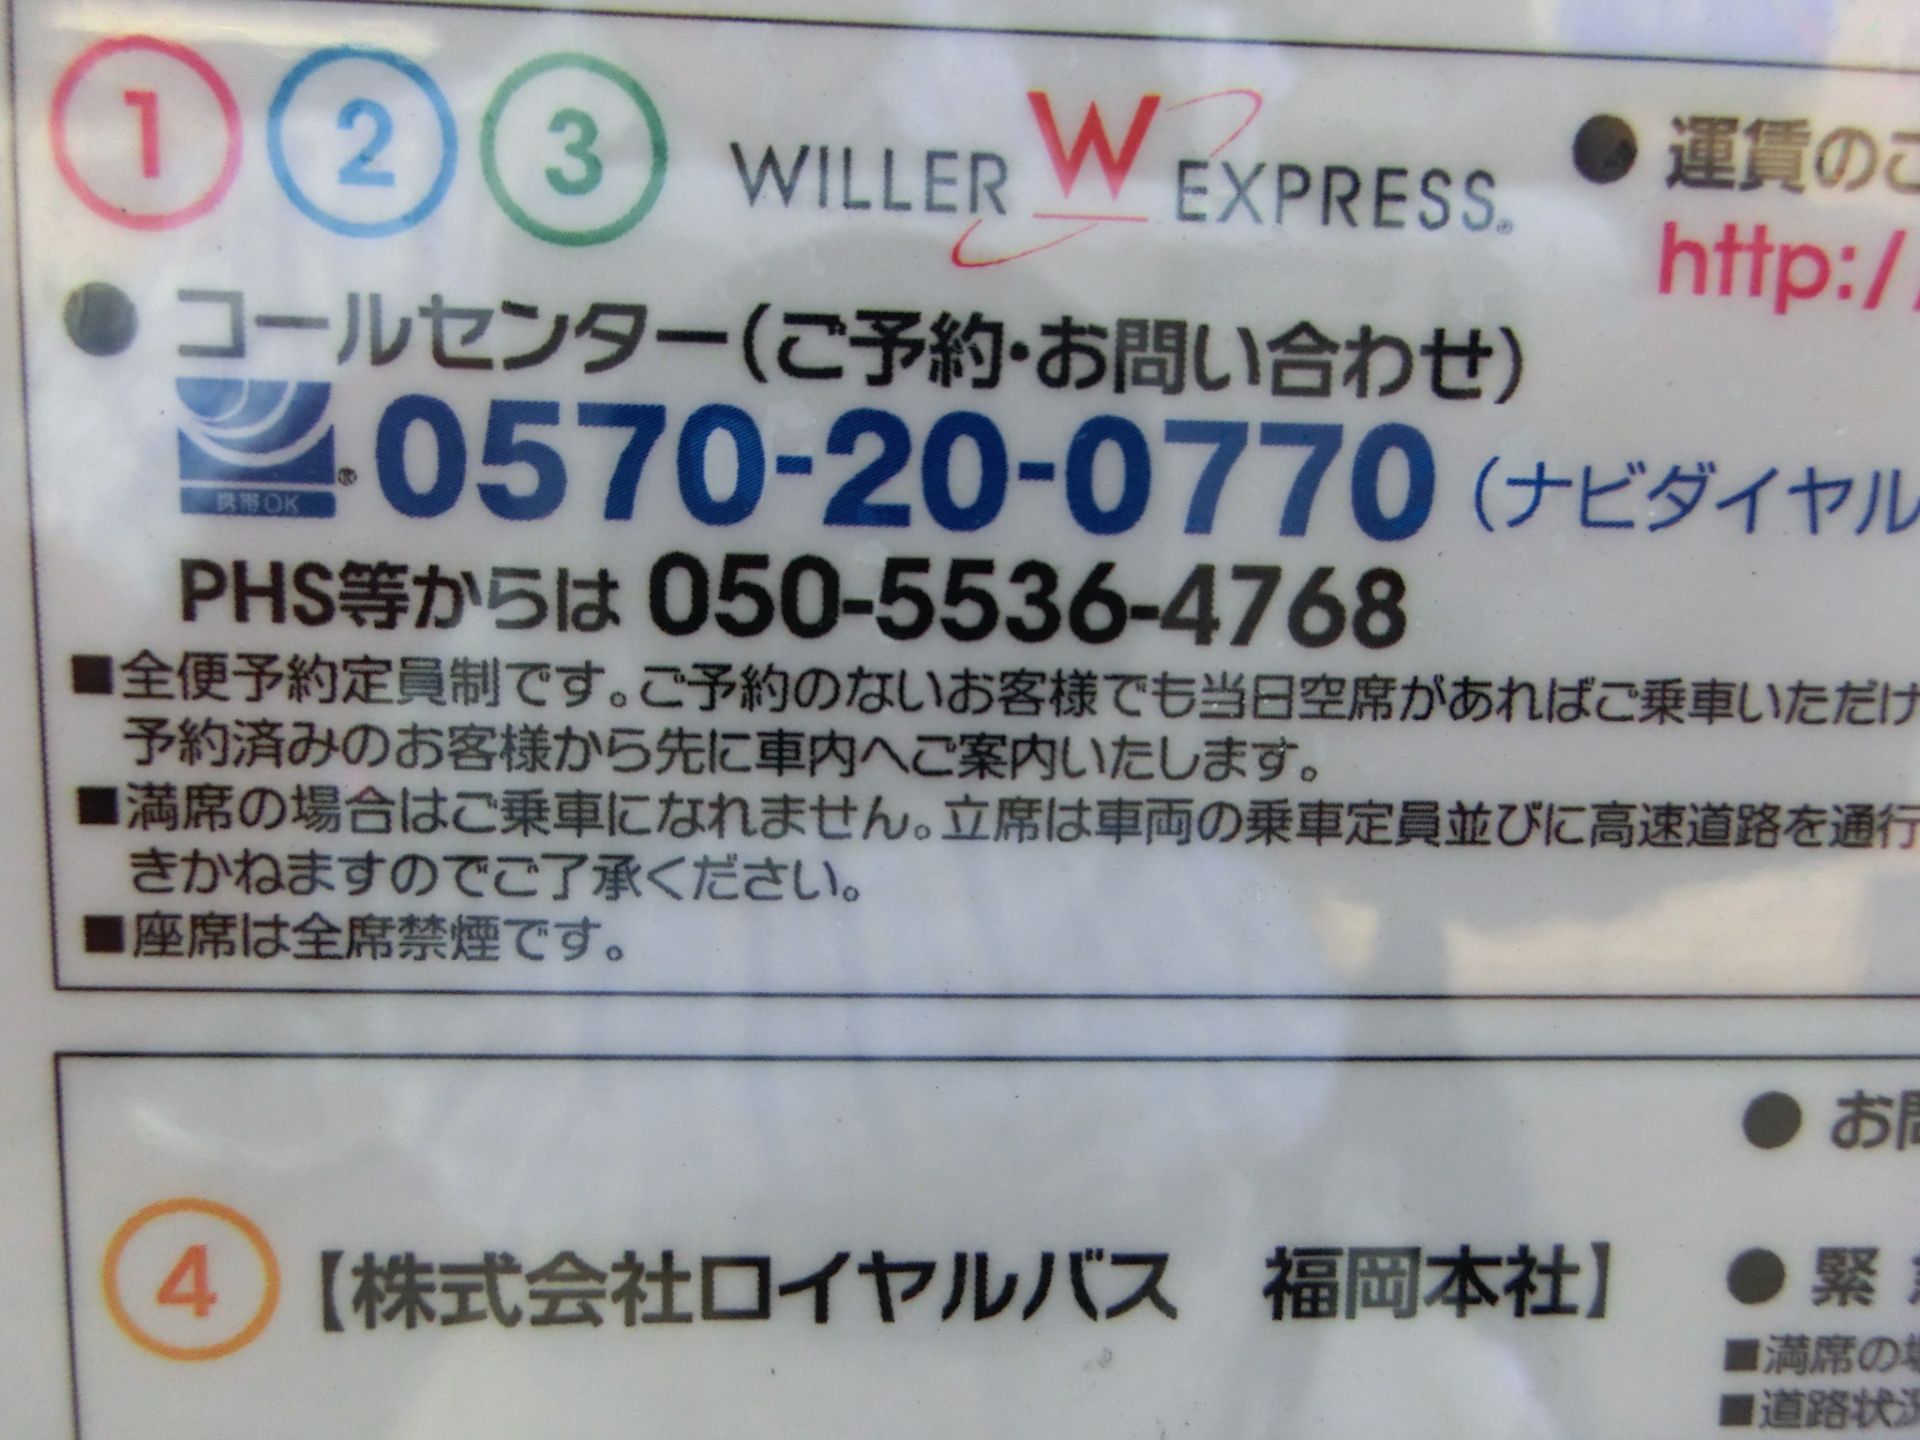 1 2 3 WILLER EXPRESS®
● 運賃のご
http:/
● コールセンター(ご予約・お問い合わせ)
携帯OK ® 0570-20-0770 (ナビダイヤル
PHS等からは 050-5536-4768
■全便予約定員制です。ご予約のないお客様でも当日空席があればご乗車いただけ
予約済みのお客様から先に車内へご案内いたします。
■満席の場合はご乗車になれません。立席は車両の乗車定員並びに高速道路を通行
きかねますのでご了承ください。
■座席は全席禁煙です。
● お問
4 【株式会社ロイヤルバス 福岡本社】
● 緊
■満席の場
■道路状況